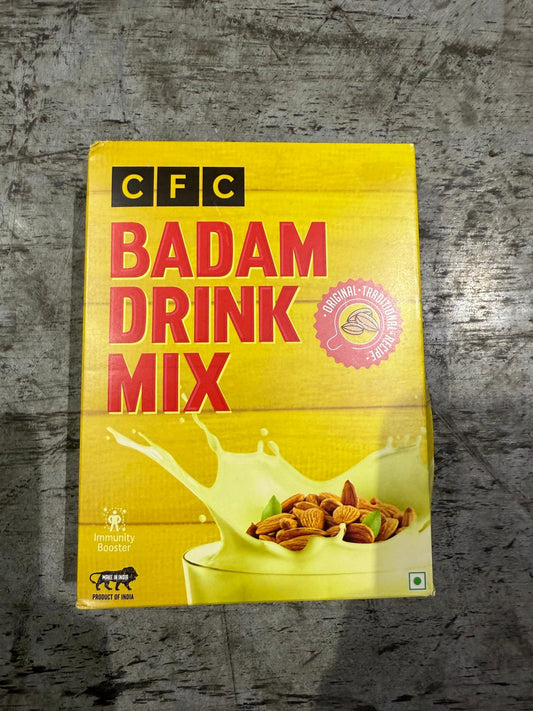 CFC
BADAM
DRINK
MIX
ORIGINAL • TRADITIONAL • RECIPE •
Immunity
Booster
MAKE IN INDIA
PRODUCT OF INDIA